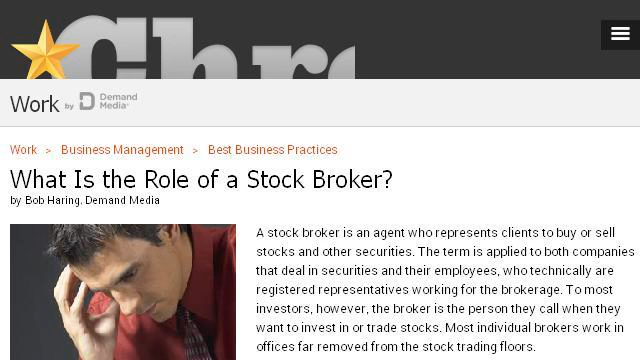 Chr
Work by Demand Media
Work > Business Management > Best Business Practices
What Is the Role of a Stock Broker?
by Bob Haring, Demand Media
A stock broker is an agent who represents clients to buy or sell
stocks and other securities. The term is applied to both companies
that deal in securities and their employees, who technically are
registered representatives working for the brokerage. To most
investors, however, the broker is the person they call when they
want to invest in or trade stocks. Most individual brokers work in
offices far removed from the stock trading floors.